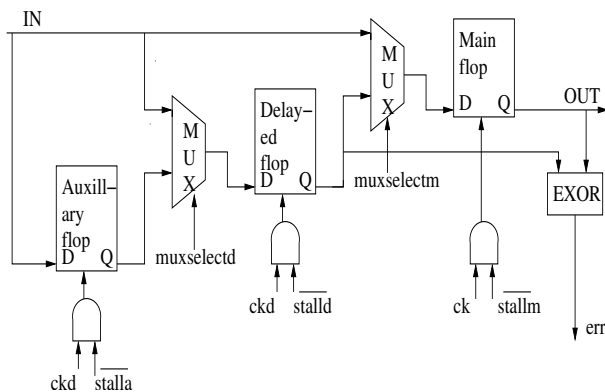 IN
M
U
X
Main
flop
D Q
OUT
M
U
X
Delay–
ed
flop
D Q
muxselectm
EXOR
Auxill–
ary
flop
D Q
muxselectd
ckd stalld
ck stallm
err
ckd stalla